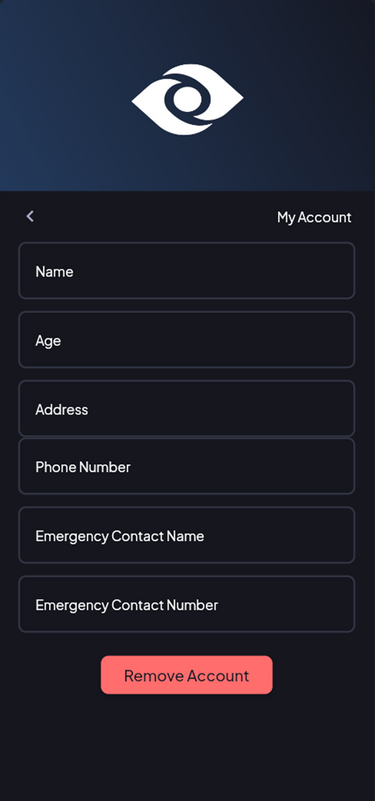 My Account
Name
Age
Address
Phone Number
Emergency Contact Name
Emergency Contact Number
Remove Account